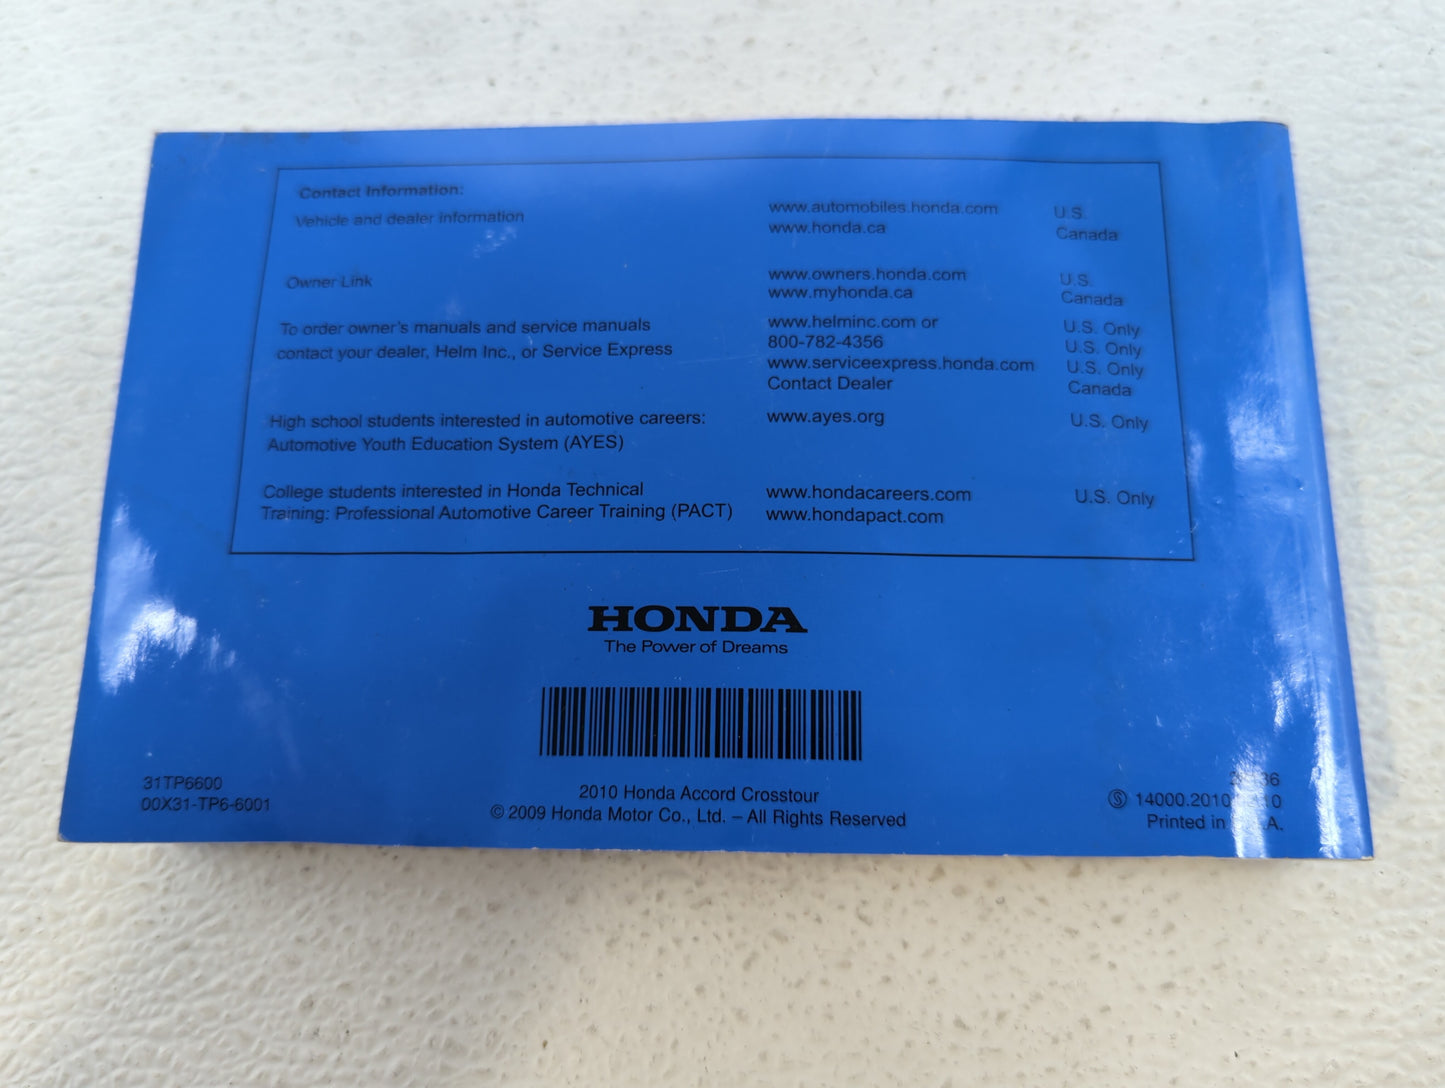 Contact Information:
Vehicle and dealer information www.automobiles.honda.com U.S.
www.honda.ca Canada
Owner Link www.owners.honda.com U.S.
www.myhonda.ca Canada
To order owner's manuals and service manuals www.helminc.com or U.S. Only
contact your dealer, Helm Inc., or Service Express 800-782-4356 U.S. Only
www.serviceexpress.honda.com U.S. Only
Contact Dealer Canada
High school students interested in automotive careers: www.ayes.org U.S. Only
Automotive Youth Education System (AYES)
College students interested in Honda Technical www.hondacareers.com U.S. Only
Training: Professional Automotive Career Training (PACT) www.hondapact.com
HONDA
The Power of Dreams
31TP6600
00X31-TP6-6001
2010 Honda Accord Crosstour
© 2009 Honda Motor Co., Ltd. – All Rights Reserved
14000.2010
Printed in